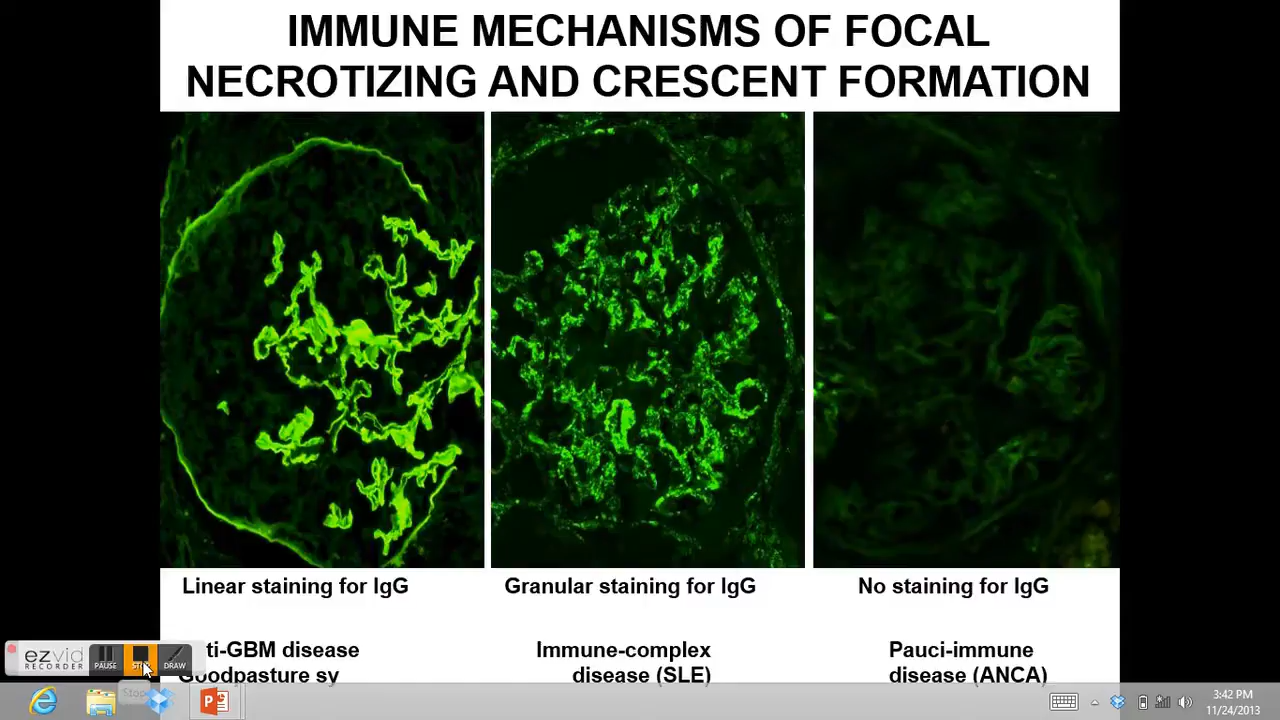 IMMUNE MECHANISMS OF FOCAL
NECROTIZING AND CRESCENT FORMATION
Linear staining for IgG
Granular staining for IgG
No staining for IgG
ti-GBM disease
Goodpasture sy
Immune-complex
disease (SLE)
Pauci-immune
disease (ANCA)
ezvid
RECORDER
PAUSE
DRAW
Stop
3:42 PM
11/24/2013